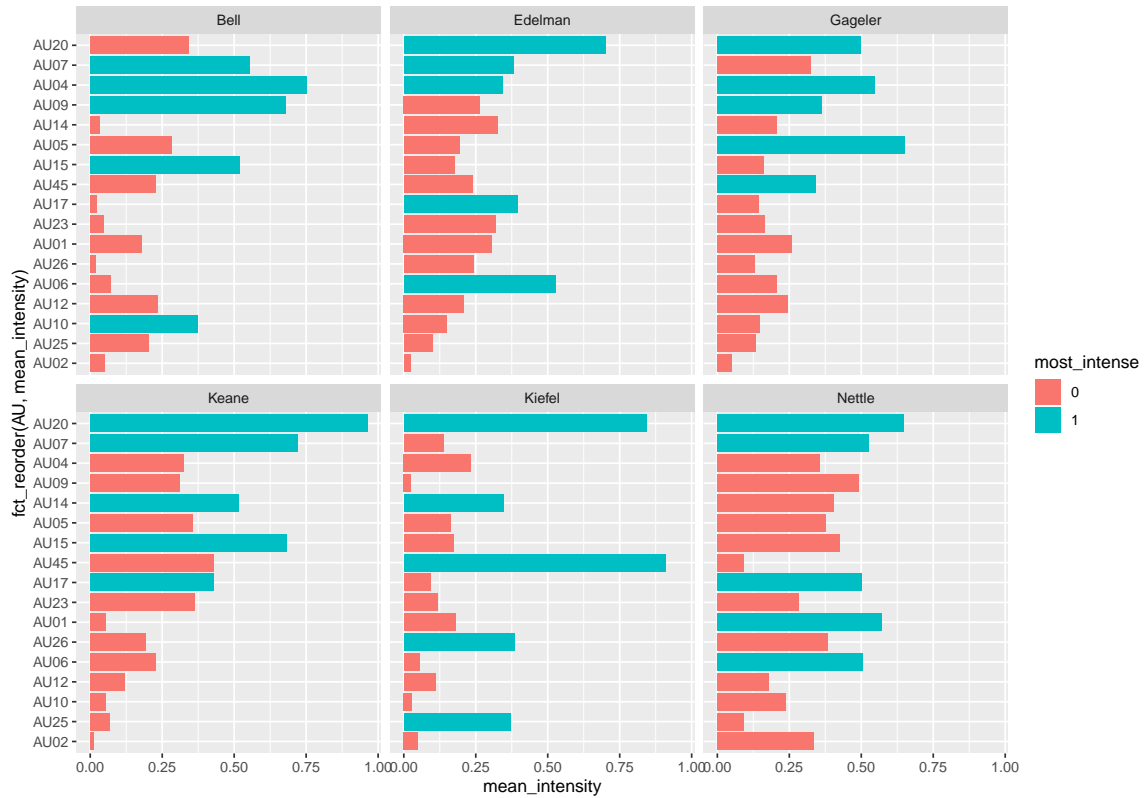 Bell Edelman Gageler
AU20
AU07
AU04
AU09
AU14
AU05
AU15
AU45
AU17
AU23
AU01
AU26
AU06
AU12
AU10
AU25
AU02
Keane Kiefel Nettle
AU20
AU07
AU04
AU09
AU14
AU05
AU15
AU45
AU17
AU23
AU01
AU26
AU06
AU12
AU10
AU25
AU02
0.00 0.25 0.50 0.75 1.00 0.00 0.25 0.50 0.75 1.00 0.00 0.25 0.50 0.75 1.00
mean_intensity
fct_reorder(AU, mean_intensity)
most_intense
0
1